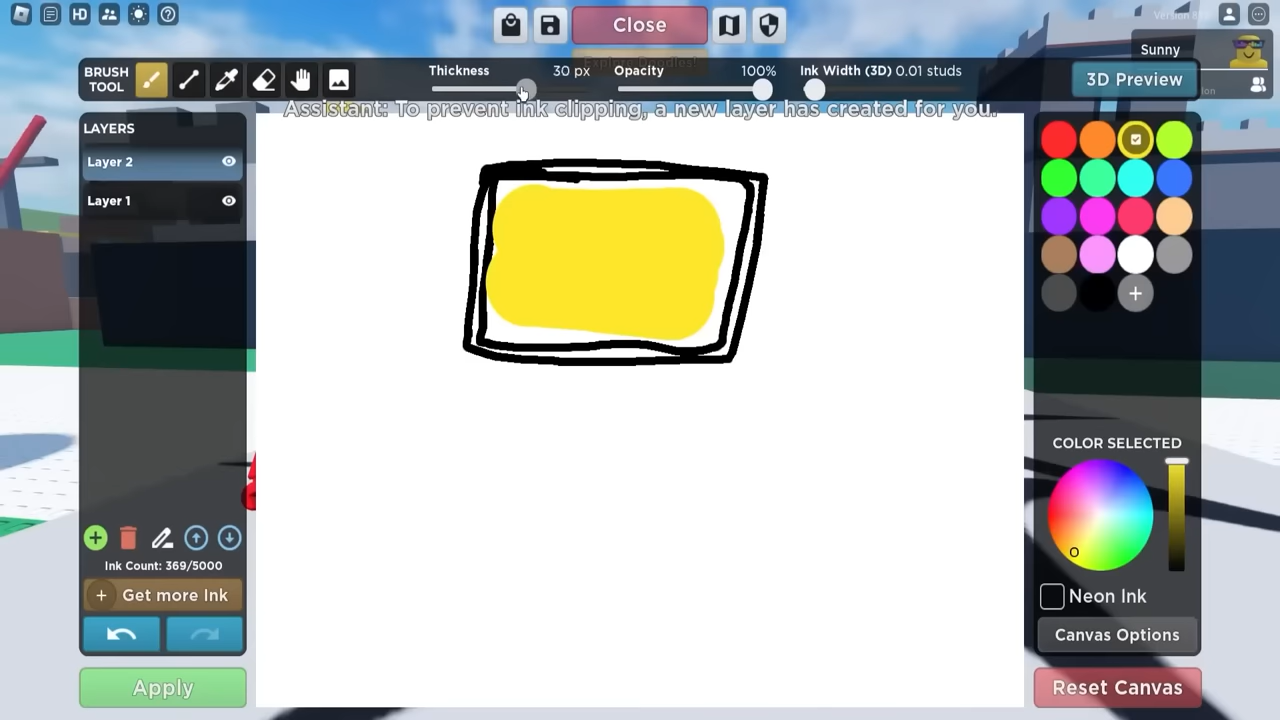 HD
Close
Version
Sunny
BRUSH TOOL
Thickness
30 px
Opacity
100%
Ink Width (3D) 0.01 studs
3D Preview
Assistant: To prevent ink clipping, a new layer has created for you.
LAYERS
Layer 2
Layer 1
Ink Count: 369/5000
+ Get more Ink
Apply
COLOR SELECTED
Neon Ink
Canvas Options
Reset Canvas